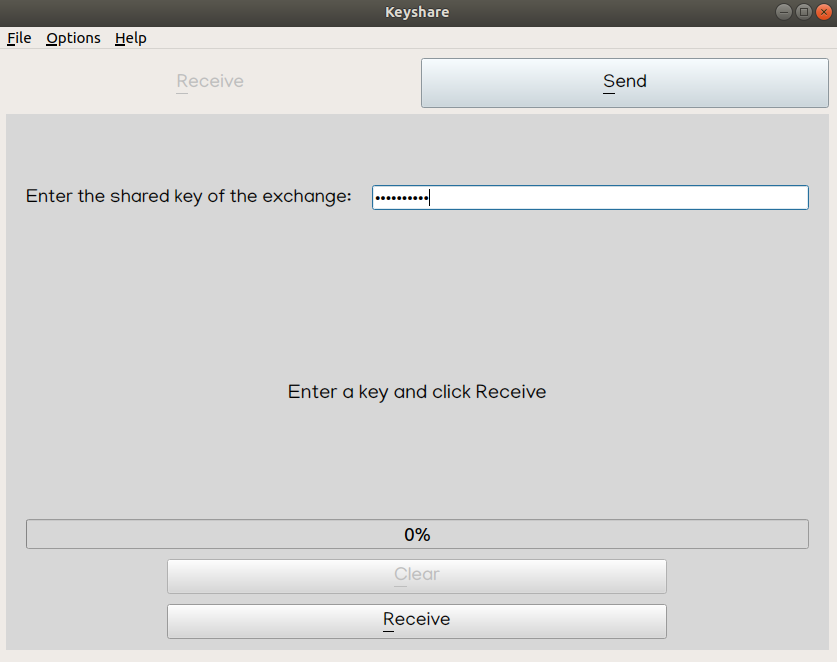 Keyshare
File Options Help
Receive Send
Enter the shared key of the exchange: ••••••••••
Enter a key and click Receive
0%
Clear
Receive